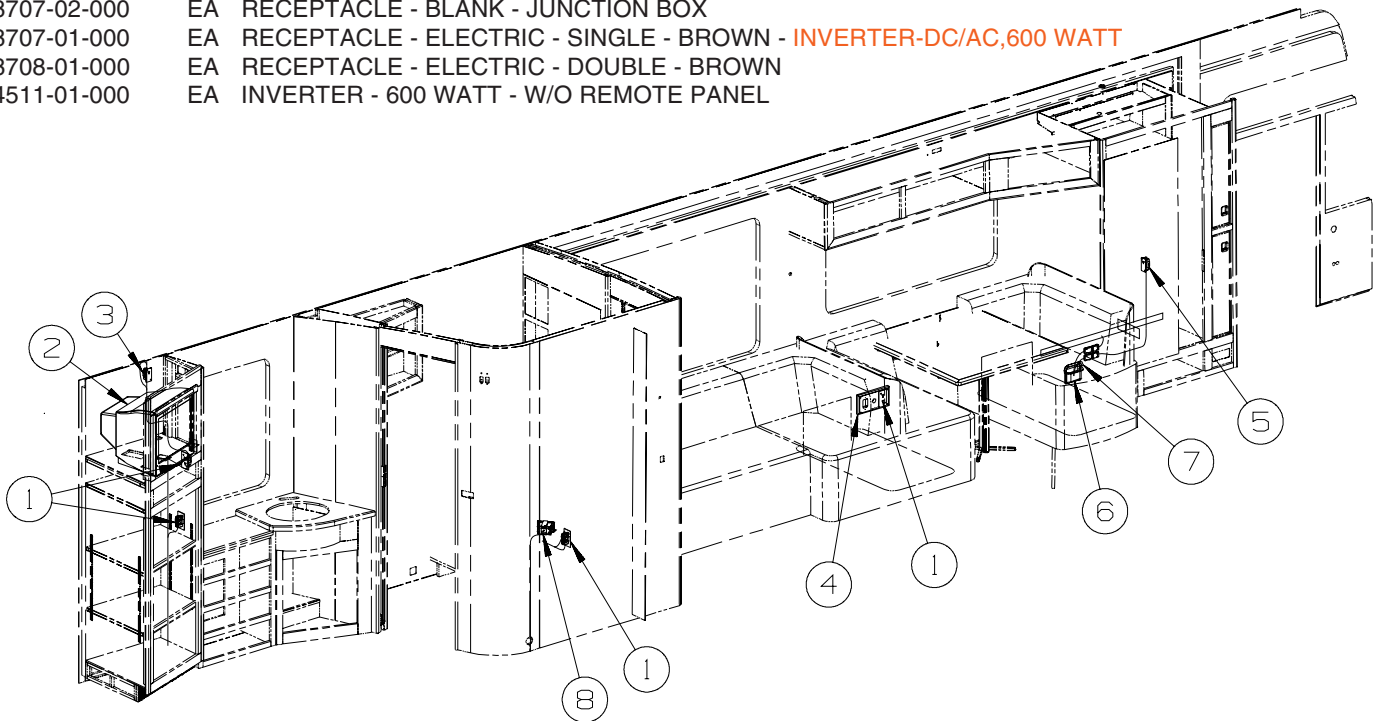 3707-02-000 EA RECEPTACLE - BLANK - JUNCTION BOX
3707-01-000 EA RECEPTACLE - ELECTRIC - SINGLE - BROWN - INVERTER-DC/AC,600 WATT
3708-01-000 EA RECEPTACLE - ELECTRIC - DOUBLE - BROWN
4511-01-000 EA INVERTER - 600 WATT - W/O REMOTE PANEL
3
2
5
7
1
6
4
1
1
8